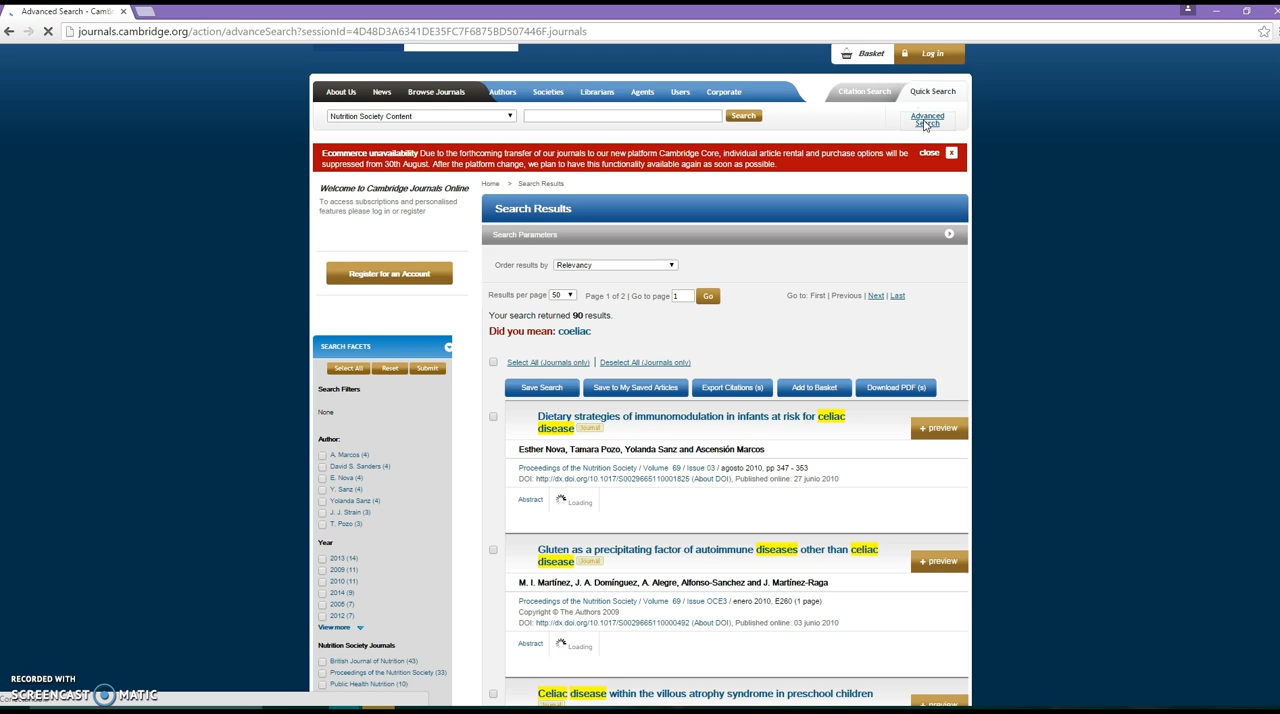 Advanced Search - Camb
journals.cambridge.org/action/advanceSearch?sessionId=4D48D3A6341DE35FC7F6875BD507446F.journals
Basket
Log in
About Us News Browse Journals Authors Societies Librarians Agents Users Corporate Citation Search Quick Search
Nutrition Society Content Search Advanced
Search
Ecommerce unavailability Due to the forthcoming transfer of our journals to our new platform Cambridge Core, individual article rental and purchase options will be close x
suppressed from 30th August. After the platform change, we plan to have this functionality available again as soon as possible.
Welcome to Cambridge Journals Online
To access subscriptions and personalised
features please log in or register
Register for an Account
Home > Search Results
Search Results
Search Parameters
Order results by Relevancy
Results per page 50 Page 1 of 2 | Go to page 1 Go Go to: First | Previous | Next | Last
Your search returned 90 results.
Did you mean: coeliac
Select All (Journals only) | Deselect All (Journals only)
Save Search Save to My Saved Articles Export Citations (s) Add to Basket Download PDF (s)
SEARCH FACETS
Select All Reset Submit
Search Filters
None
Author:
A. Marcos (4)
David S. Sanders (4)
E. Nova (4)
Y. Sanz (4)
Yolanda Sanz (4)
J. J. Strain (3)
T. Pozo (3)
Year
2013 (14)
2009 (11)
2010 (11)
2014 (9)
2005 (7)
2012 (7)
View more
Nutrition Society Journals
British Journal of Nutrition (43)
Proceedings of the Nutrition Society (33)
Public Health Nutrition (10)
Dietary strategies of immunomodulation in infants at risk for celiac
disease Journal
+ preview
Esther Nova, Tamara Pozo, Yolanda Sanz and Ascensión Marcos
Proceedings of the Nutrition Society / Volume 69 / Issue 03 / agosto 2010, pp 347 - 353
DOI: http://dx.doi.org/10.1017/S0029665110001825 (About DOI), Published online: 27 junio 2010
Abstract Loading
Gluten as a precipitating factor of autoimmune diseases other than celiac
disease Journal
+ preview
M. I. Martínez, J. A. Domínguez, A. Alegre, Alfonso-Sanchez and J. Martínez-Raga
Proceedings of the Nutrition Society / Volume 69 / Issue OCE3 / enero 2010, E260 (1 page)
Copyright © The Authors 2009
DOI: http://dx.doi.org/10.1017/S0029665110000492 (About DOI), Published online: 03 junio 2010
Abstract Loading
Celiac disease within the villous atrophy syndrome in preschool children
RECORDED WITH
SCREENCAST MATIC